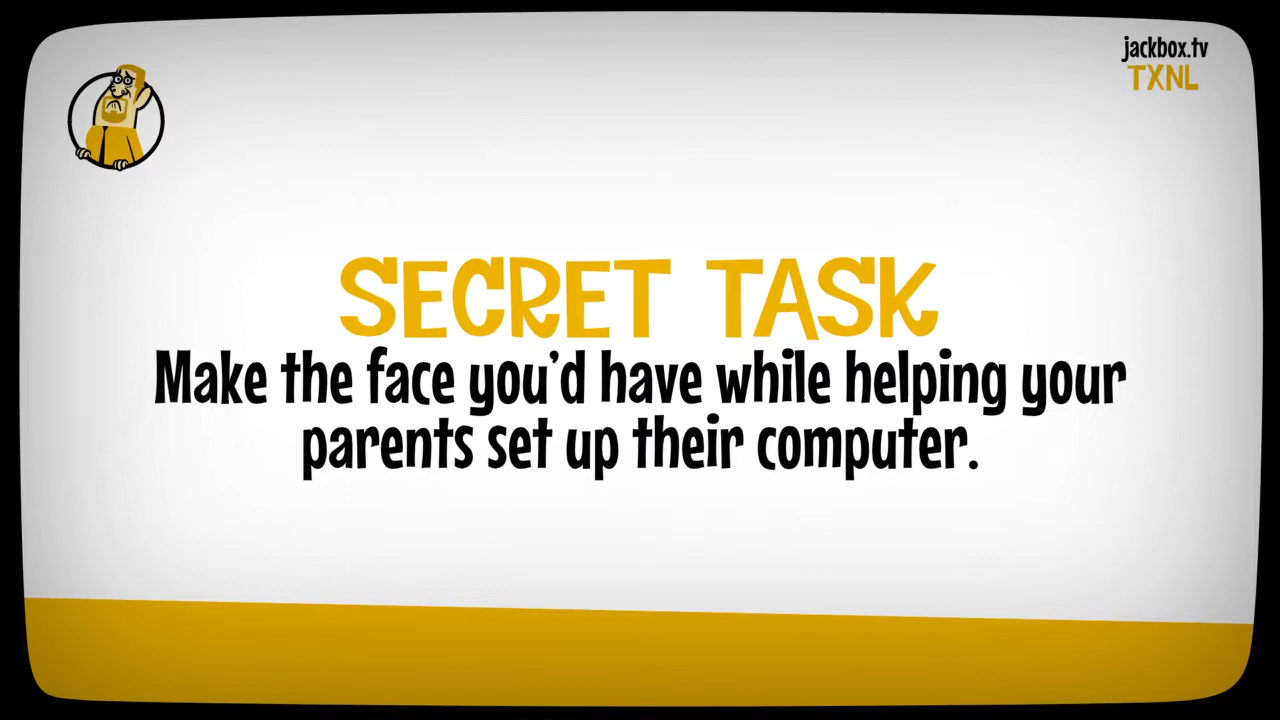 jackbox.tv
TXNL
SECRET TASK
Make the face you'd have while helping your
parents set up their computer.